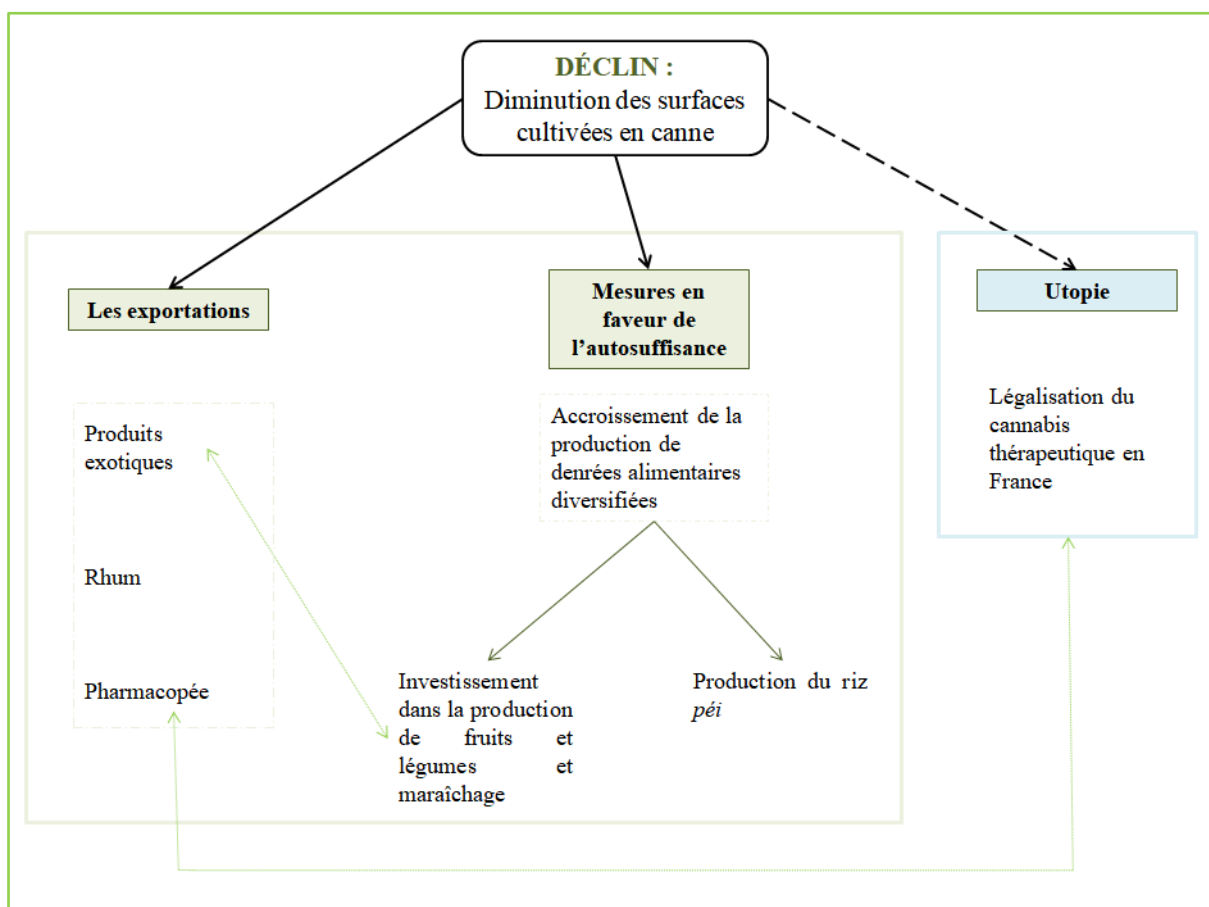 DÉCLIN :
Diminution des surfaces
cultivées en canne
Les exportations
Mesures en
faveur de
l’autosuffisance
Utopie
Produits
exotiques
Rhum
Pharmacopée
Accroissement de la
production de
denrées alimentaires
diversifiées
Investissement
dans la production
de fruits et
légumes et
maraîchage
Production du riz
péi
Légalisation du
cannabis
thérapeutique en
France